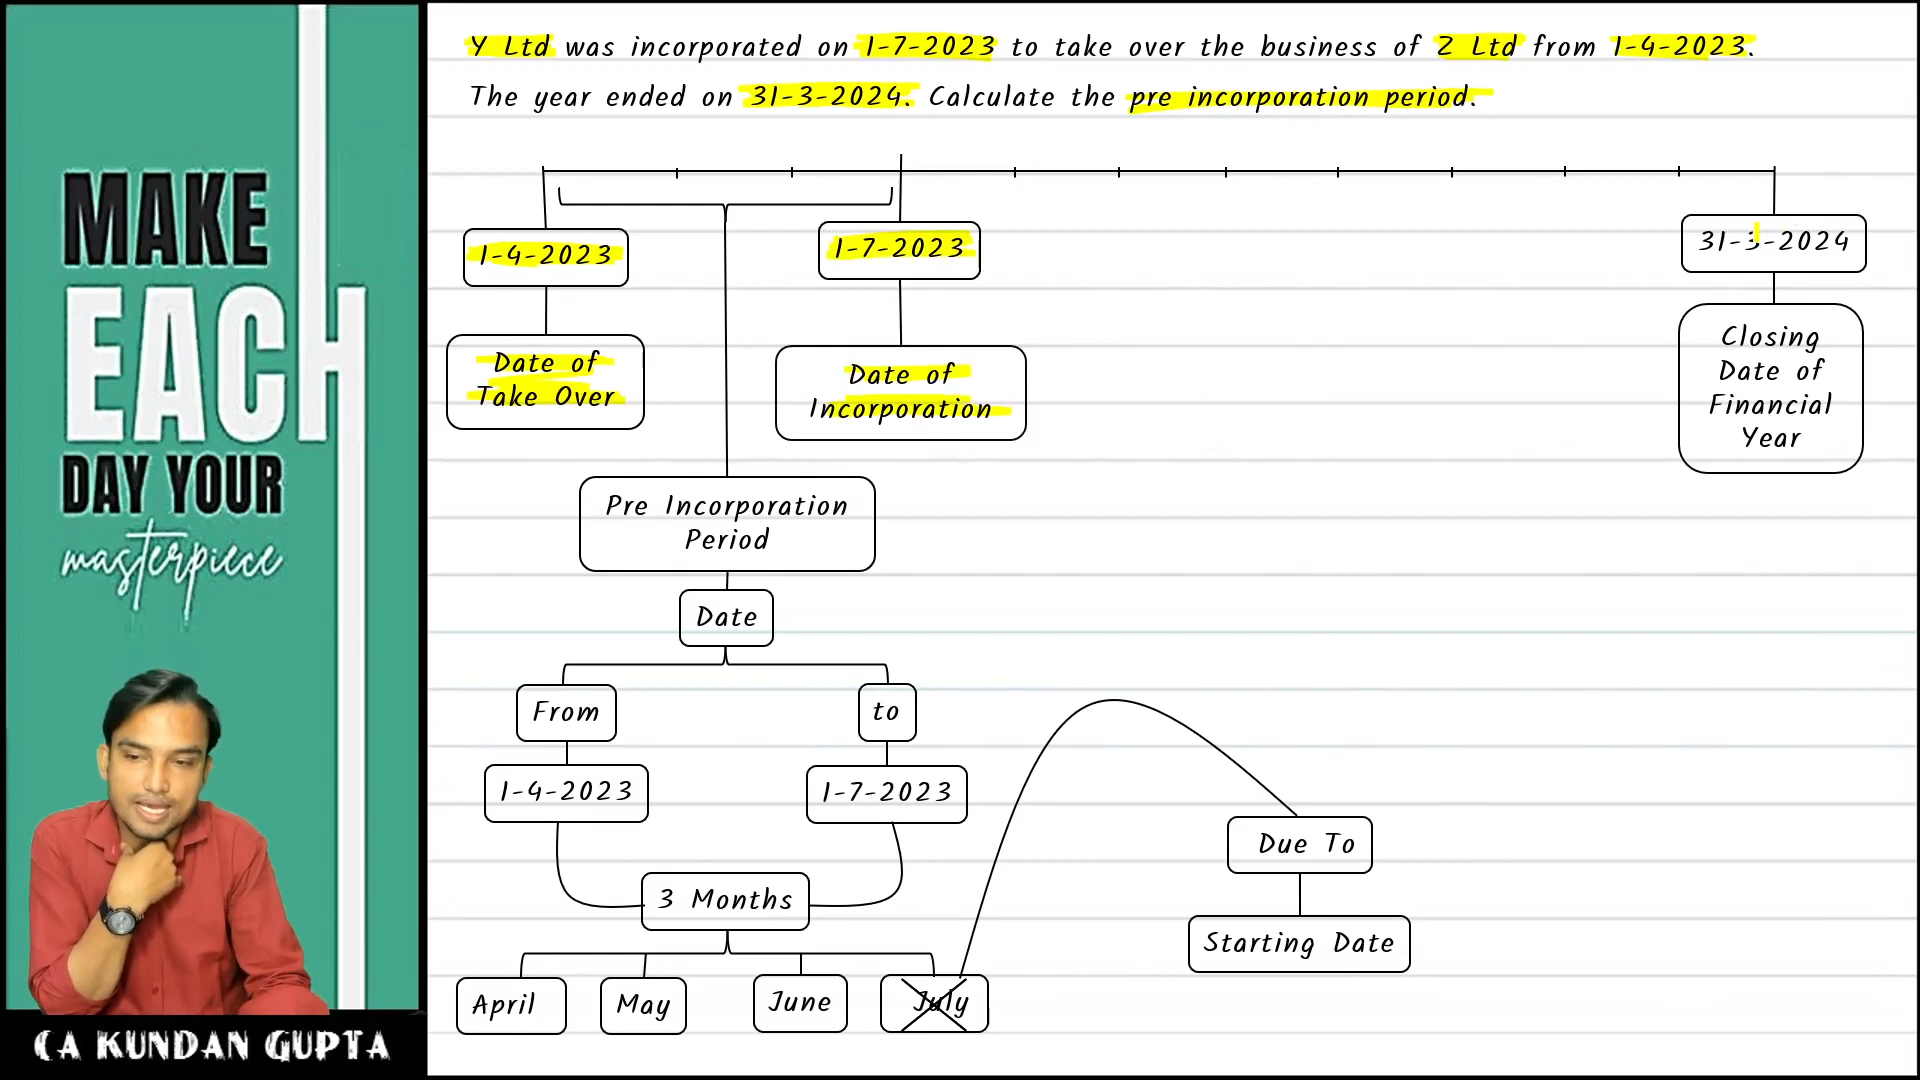 MAKE
EACH
DAY YOUR
masterpiece
CA KUNDAN GUPTA
Y Ltd was incorporated on 1-7-2023 to take over the business of Z Ltd from 1-4-2023.
The year ended on 31-3-2024. Calculate the pre incorporation period.
1-4-2023
1-7-2023
31-3-2024
Date of
Take Over
Date of
Incorporation
Closing
Date of
Financial
Year
Pre Incorporation
Period
Date
From
to
1-4-2023
1-7-2023
3 Months
April
May
June
July
Due To
Starting Date